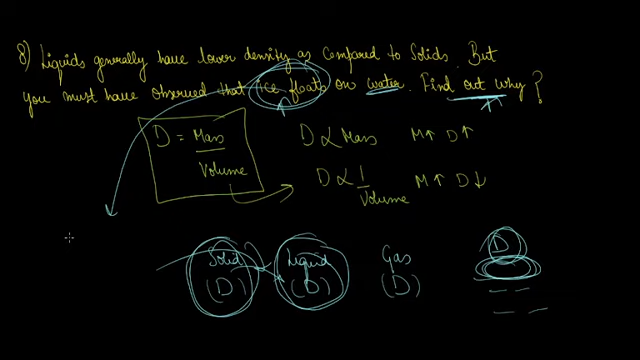 8) Liquids generally have lower density as compared to Solids. But
you must have observed that ice floats on water. Find out why?
D = Mass / Volume
D ∝ Mass M↑ D↑
D ∝ 1 / Volume M↑ D↓
Solid Liquid Gas D
(D) (D) (D)